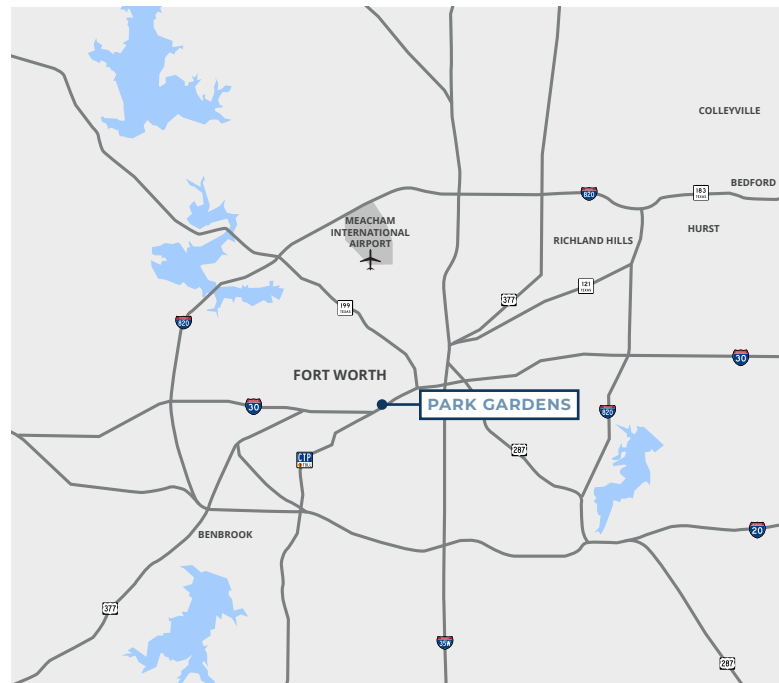 COLLEYVILLE
183
TEXAS
BEDFORD
820
MEACHAM
INTERNATIONAL
AIRPORT
HURST
RICHLAND HILLS
121
TEXAS
377
199
TEXAS
820
30
FORT WORTH
PARK GARDENS
30
820
287
CTP
TOLL
20
BENBROOK
377
35W
287